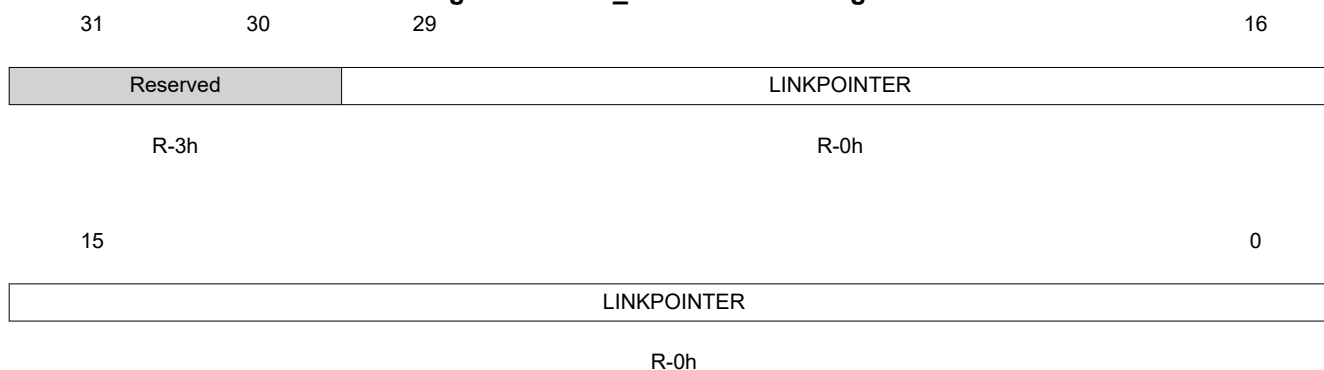 31 30 29 16
Reserved LINKPOINTER
R-3h R-0h
15 0
LINKPOINTER
R-0h